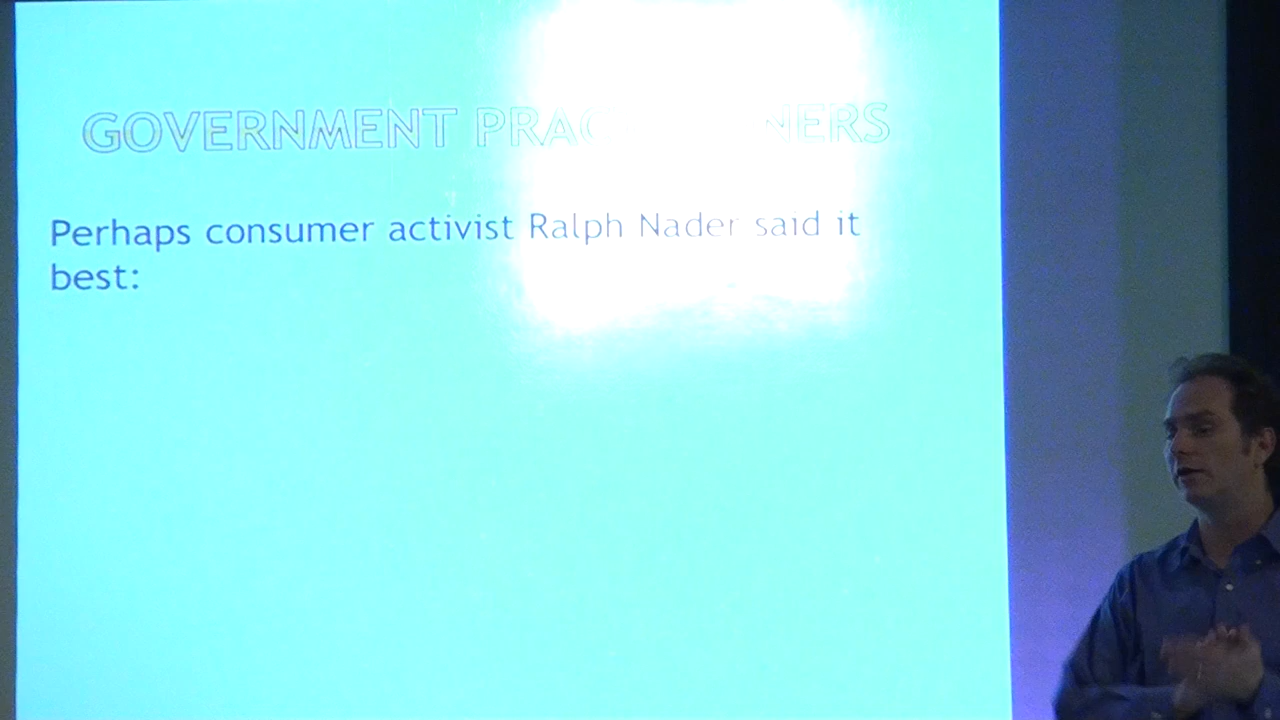 GOVERNMENT
Perhaps consumer activist Ralph Nader said it
best: